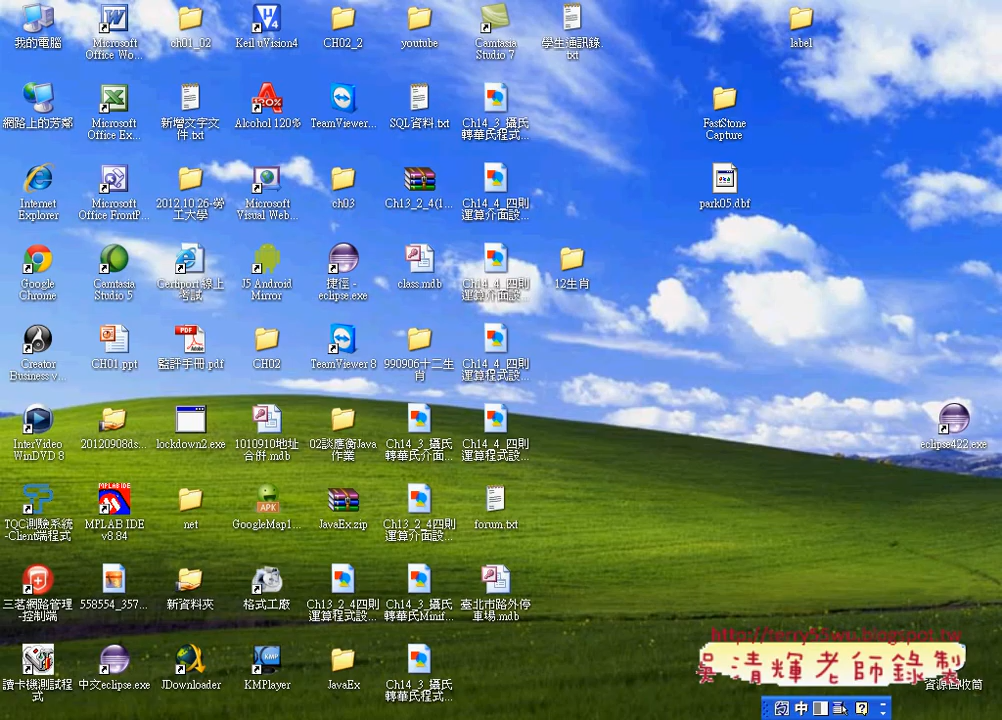 我的電腦
Microsoft
Office Wo...
ch01_02
Keil uVision4
CH02_2
youtube
Camtasia
Studio 7
學生通訊錄.
txt
label
網路上的芳鄰
Microsoft
Office Ex...
新增文字文
件.txt
Alcohol 120%
TeamViewer...
SQL資料.txt
Ch14_3_攝氏
轉華氏程式...
FastStone
Capture
Internet
Explorer
Microsoft
Office FrontP...
2012.10.26-勞
工大學
Microsoft
Visual Web...
ch03
Ch13_2_4(1...
Ch14_4_四則
運算介面設...
park05.dbf
Google
Chrome
Camtasia
Studio 5
Certiport線上
考試
J5 Android
Mirror
捷徑 -
eclipse.exe
class.mdb
Ch14_4_四則
運算介面設...
12生肖
Creator
Business v...
CH01.ppt
監評手冊.pdf
CH02
TeamViewer 8
990906十二生
肖
Ch14_4_四則
運算程式設...
InterVideo
WinDVD 8
20120908ds...
lockdown2.exe
1010910地址
合併.mdb
02談應衡Java
作業
Ch14_3_攝氏
轉華氏介面...
Ch14_4_四則
運算程式設...
eclipse422.exe
TQC測驗系統
-Client端程式
MPLAB IDE
MPLAB IDE
v8.84
net
APK
GoogleMap1...
JavaEx.zip
Ch13_2_4四則
運算介面設...
forum.txt
三茗網路管理
-控制端
558554_357...
新資料夾
格式工廠
Ch13_2_4四則
運算程式設...
Ch14_3_攝氏
轉華氏Minif...
臺北市路外停
車場.mdb
讀卡機測試程
式
中文eclipse.exe
JDownloader
KMPlayer
JavaEx
Ch14_3_攝氏
轉華氏程式...
http://terry55wu.blogspot.tw
吳清輝老師錄製
資源回收筒
中